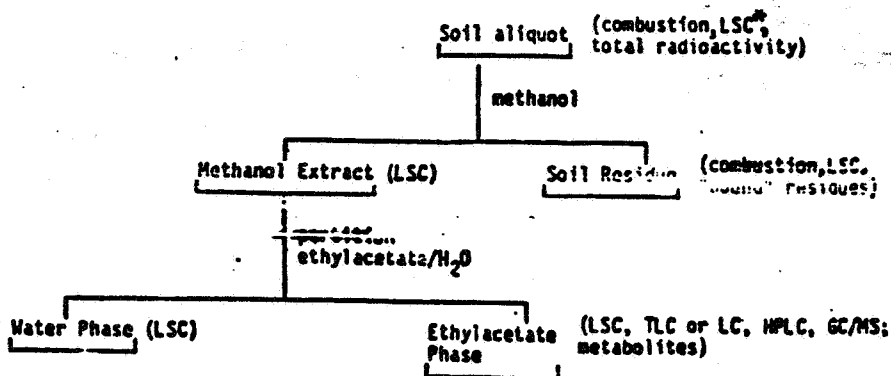 Soil aliquot (combustion,LSC*,
total radioactivity)
methanol
Methanol Extract (LSC)
Soil Residue (combustion,LSC,
"bound" residues)
partition
ethylacetate/H₂O
Water Phase (LSC)
Ethylacetate (LSC, TLC or LC, HPLC, GC/MS;
Phase metabolites)